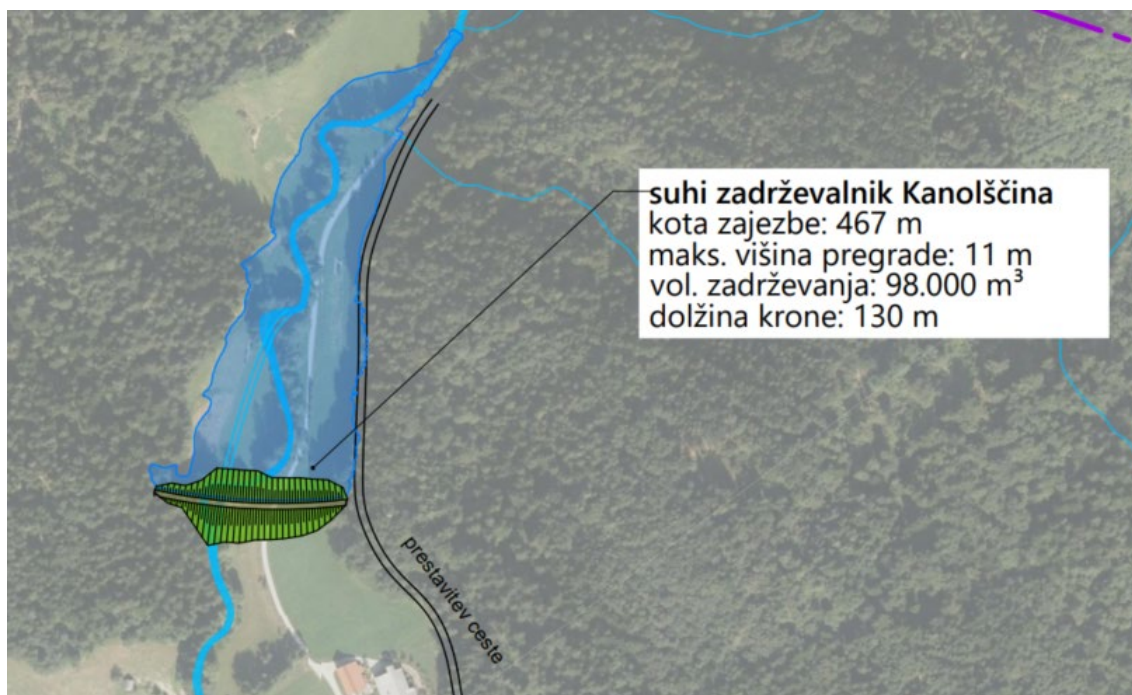 suhi zadrževalnik Kanolščina
kota zajezbe: 467 m
maks. višina pregrade: 11 m
vol. zadrževanja: 98.000 m³
dolžina krone: 130 m
prestavitev ceste